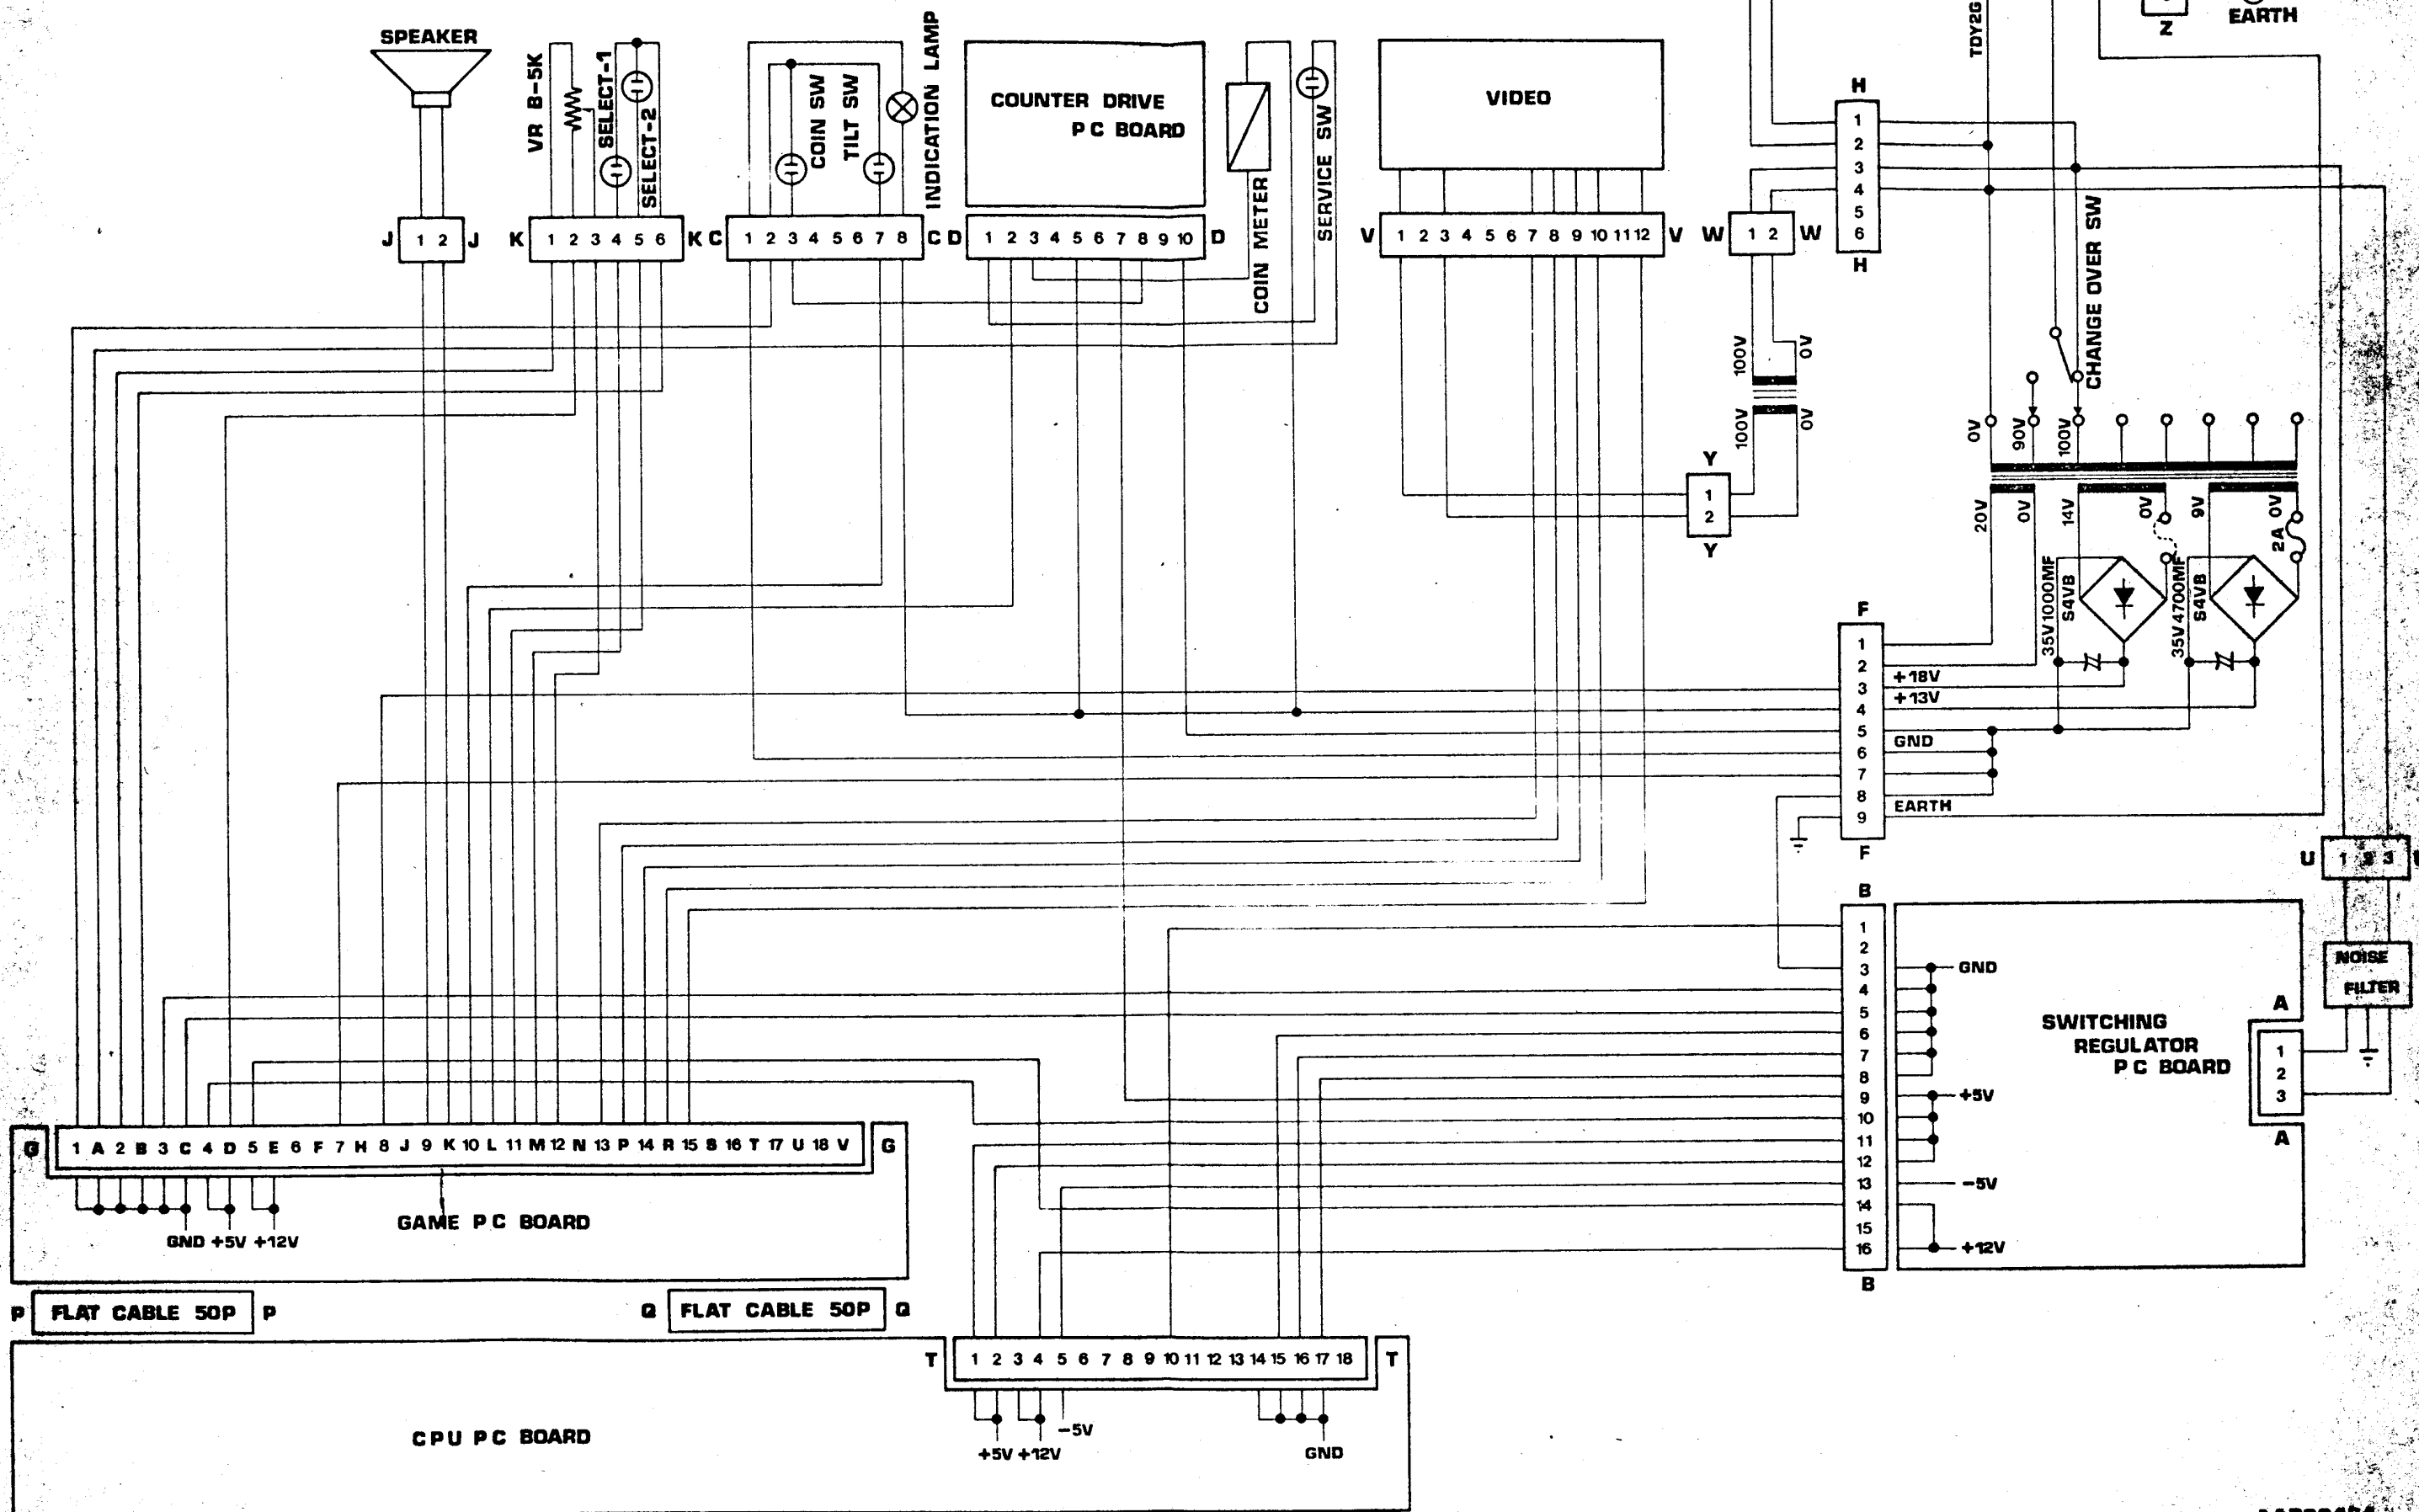 SPEAKER
VR B-5K
SELECT-1
SELECT-2
COIN SW
TILT SW
INDICATION LAMP
COUNTER DRIVE
PC BOARD
COIN METER
SERVICE SW
VIDEO
TDY2G
Z
EARTH
H
1
2
3
4
5
6
H
CHANGE OVER SW
J 1 2 J
K 1 2 3 4 5 6 K
C 1 2 3 4 5 6 7 8 C
D 1 2 3 4 5 6 7 8 9 10 D
V 1 2 3 4 5 6 7 8 9 10 11 12 V
W 1 2 W
100V 0V
100V 0V
Y
1
2
Y
0V 90V 100V
20V 0V 14V 0V 9V 0V
2A
35V1000MF
S4VB
35V4700MF
S4VB
F
1
2
3
4
5
6
7
8
9
F
+18V
+13V
GND
EARTH
U 1 2 3
NOISE
FILTER
B
1
2
3
4
5
6
7
8
9
10
11
12
13
14
15
16
B
GND
+5V
-5V
+12V
SWITCHING
REGULATOR
PC BOARD
A
1
2
3
A
G 1 A 2 B 3 C 4 D 5 E 6 F 7 H 8 J 9 K 10 L 11 M 12 N 13 P 14 R 15 S 16 T 17 U 18 V G
GND +5V +12V
GAME PC BOARD
P FLAT CABLE 50P P
Q FLAT CABLE 50P Q
T 1 2 3 4 5 6 7 8 9 10 11 12 13 14 15 16 17 18 T
+5V +12V -5V GND
CPU PC BOARD